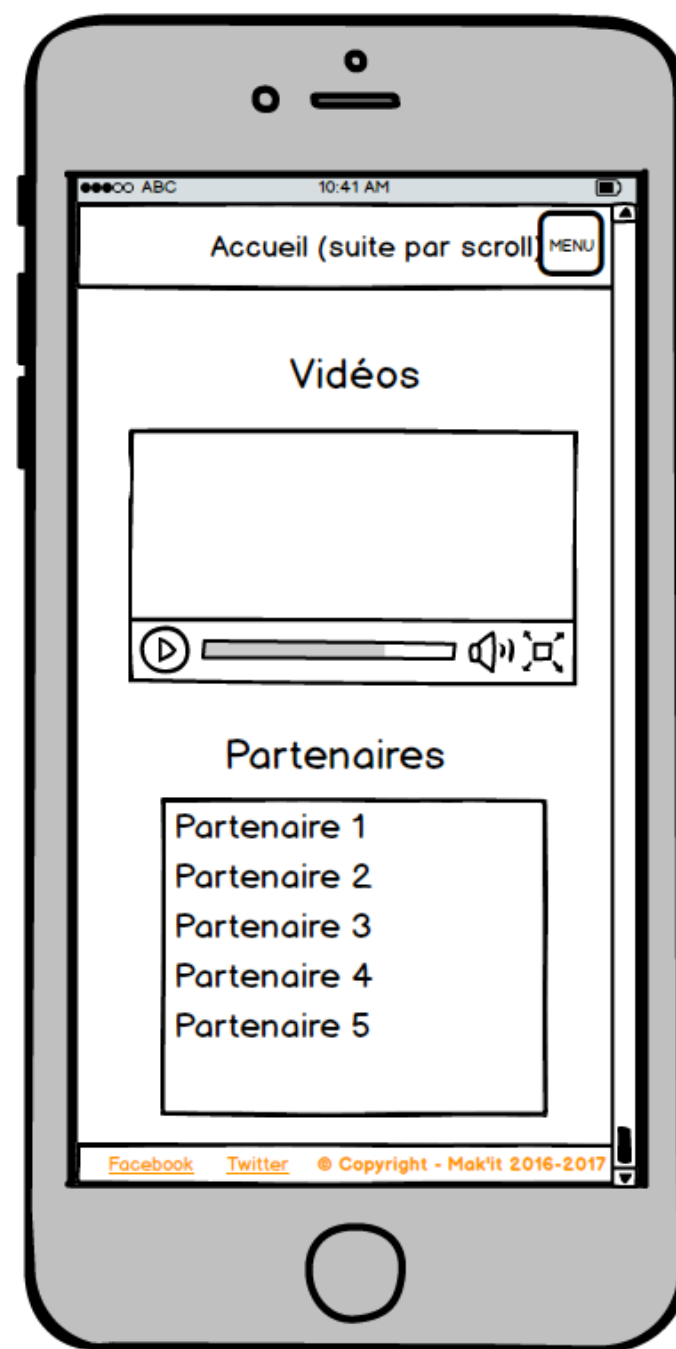 ABC 10:41 AM
Accueil (suite par scroll) MENU
Vidéos
Partenaires
Partenaire 1
Partenaire 2
Partenaire 3
Partenaire 4
Partenaire 5
Facebook Twitter © Copyright - Mak'it 2016-2017